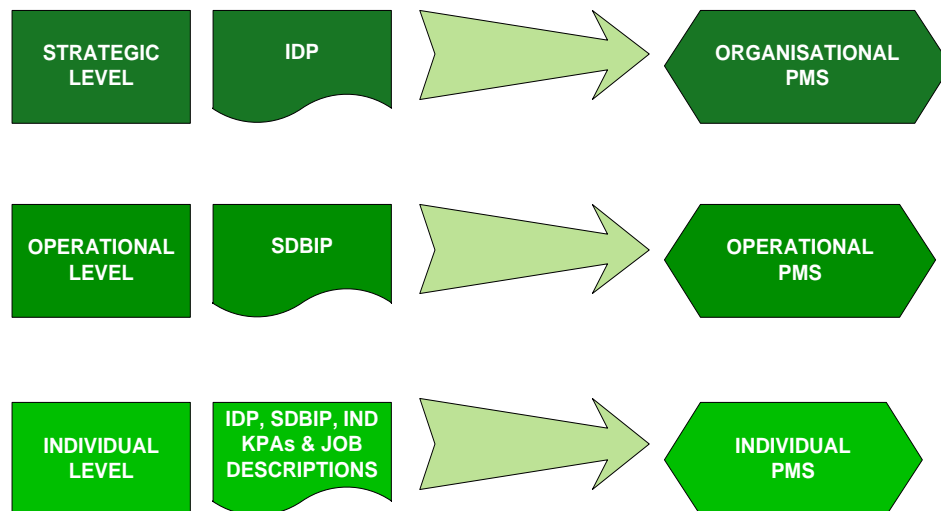 STRATEGIC
LEVEL
IDP
ORGANISATIONAL
PMS
OPERATIONAL
LEVEL
SDBIP
OPERATIONAL
PMS
INDIVIDUAL
LEVEL
IDP, SDBIP, IND
KPAs & JOB
DESCRIPTIONS
INDIVIDUAL
PMS